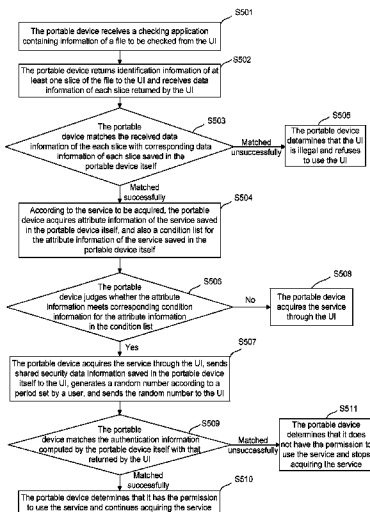 S501
The portable device receives a checking application
containing information of a file to be checked from the UI
S502
The portable device returns identification information of at
least one slice of the file to the UI and receives data
information of each slice returned by the UI
S503
The portable
device matches the received data
information of the each slice with corresponding data
information of each slice saved in the
portable device itself
Matched
unsuccessfully
S505
The portable device
determines that the UI
is illegal and refuses
to use the UI
Matched
successfully
S504
According to the service to be acquired, the portable
device acquires attribute information of the service saved
in the portable device itself, and also a condition list for
the attribute information of the service saved in the
portable device itself
S506
The portable
device judges whether the attribute
information meets corresponding condition
information for the attribute information
in the condition list
No
S508
The portable device
acquires the service
through the UI
Yes
S507
The portable device acquires the service through the UI, sends
shared security data information saved in the portable device
itself to the UI, generates a random number according to a
period set by a user, and sends the random number to the UI
S509
The portable
device matches the authentication information
computed by the portable device itself with that
returned by the UI
Matched
unsuccessfully
S511
The portable device
determines that it does
not have the permission to
use the service and stops
acquiring the service
Matched
successfully
S510
The portable device determines that it has the permission
to use the service and continues acquiring the service